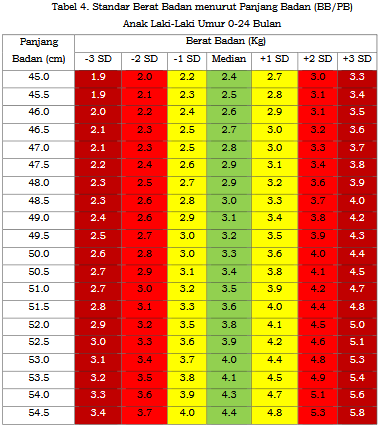 Tabel 4. Standar Berat Badan menurut Panjang Badan (BB/PB)
Anak Laki-Laki Umur 0-24 Bulan
Panjang Badan (cm) Berat Badan (Kg)
-3 SD -2 SD -1 SD Median +1 SD +2 SD +3 SD
45.0 1.9 2.0 2.2 2.4 2.7 3.0 3.3
45.5 1.9 2.1 2.3 2.5 2.8 3.1 3.4
46.0 2.0 2.2 2.4 2.6 2.9 3.1 3.5
46.5 2.1 2.3 2.5 2.7 3.0 3.2 3.6
47.0 2.1 2.3 2.5 2.8 3.0 3.3 3.7
47.5 2.2 2.4 2.6 2.9 3.1 3.4 3.8
48.0 2.3 2.5 2.7 2.9 3.2 3.6 3.9
48.5 2.3 2.6 2.8 3.0 3.3 3.7 4.0
49.0 2.4 2.6 2.9 3.1 3.4 3.8 4.2
49.5 2.5 2.7 3.0 3.2 3.5 3.9 4.3
50.0 2.6 2.8 3.0 3.3 3.6 4.0 4.4
50.5 2.7 2.9 3.1 3.4 3.8 4.1 4.5
51.0 2.7 3.0 3.2 3.5 3.9 4.2 4.7
51.5 2.8 3.1 3.3 3.6 4.0 4.4 4.8
52.0 2.9 3.2 3.5 3.8 4.1 4.5 5.0
52.5 3.0 3.3 3.6 3.9 4.2 4.6 5.1
53.0 3.1 3.4 3.7 4.0 4.4 4.8 5.3
53.5 3.2 3.5 3.8 4.1 4.5 4.9 5.4
54.0 3.3 3.6 3.9 4.3 4.7 5.1 5.6
54.5 3.4 3.7 4.0 4.4 4.8 5.3 5.8